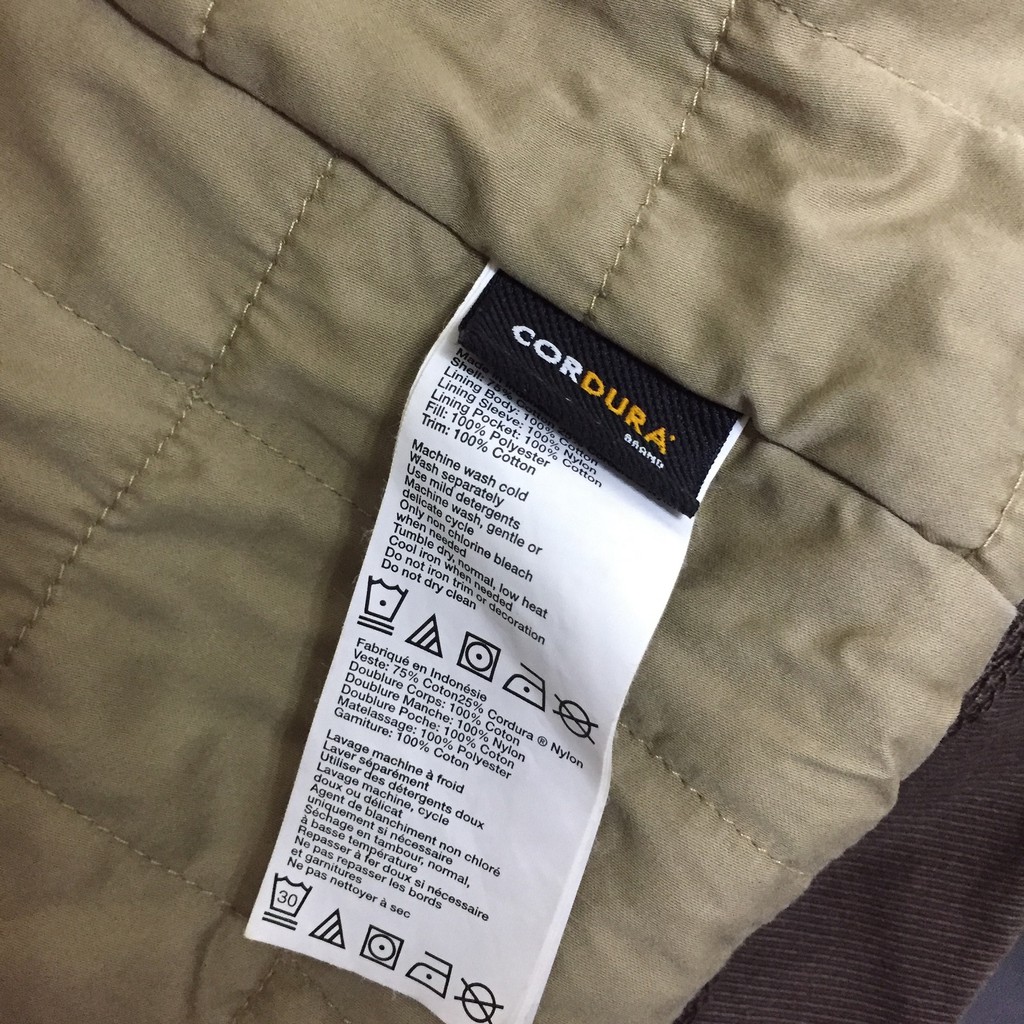 CORDURA
BRAND
Lining Body: 100% Cotton
Lining Sleeve: 100% Nylon
Lining Pocket: 100% Cotton
Fill: 100% Polyester
Trim: 100% Cotton
Machine wash cold
Wash separately
Use mild detergents
Machine wash, gentle or
delicate cycle
Only non chlorine bleach
when needed
Tumble dry, normal, low heat
Cool iron when needed
Do not iron trim or decoration
Do not dry clean
Fabriqué en Indonésie
Veste: 75% Coton25% Cordura ® Nylon
Doublure Corps: 100% Coton
Doublure Manche: 100% Nylon
Doublure Poche: 100% Coton
Matelassage: 100% Polyester
Garniture: 100% Coton
Lavage machine à froid
Laver séparément
Utiliser des détergents doux
Lavage machine, cycle
doux ou délicat
Agent de blanchiment non chloré
uniquement si nécessaire
Séchage en tambour, normal,
à basse température
Repasser à fer doux si nécessaire
Ne pas repasser les bords
et garnitures
Ne pas nettoyer à sec
30